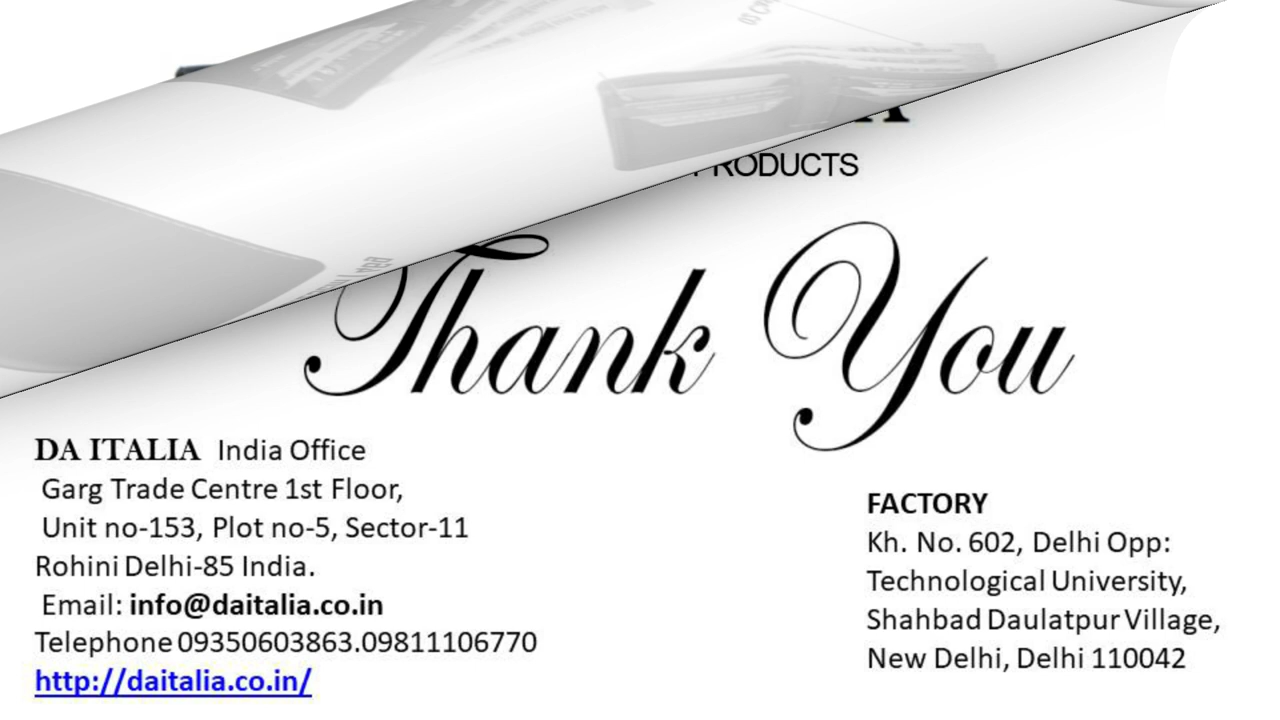 PRODUCTS
Thank You
DA ITALIA India Office
Garg Trade Centre 1st Floor,
Unit no-153, Plot no-5, Sector-11
Rohini Delhi-85 India.
Email: info@daitalia.co.in
Telephone 09350603863.09811106770
http://daitalia.co.in/
FACTORY
Kh. No. 602, Delhi Opp:
Technological University,
Shahbad Daulatpur Village,
New Delhi, Delhi 110042